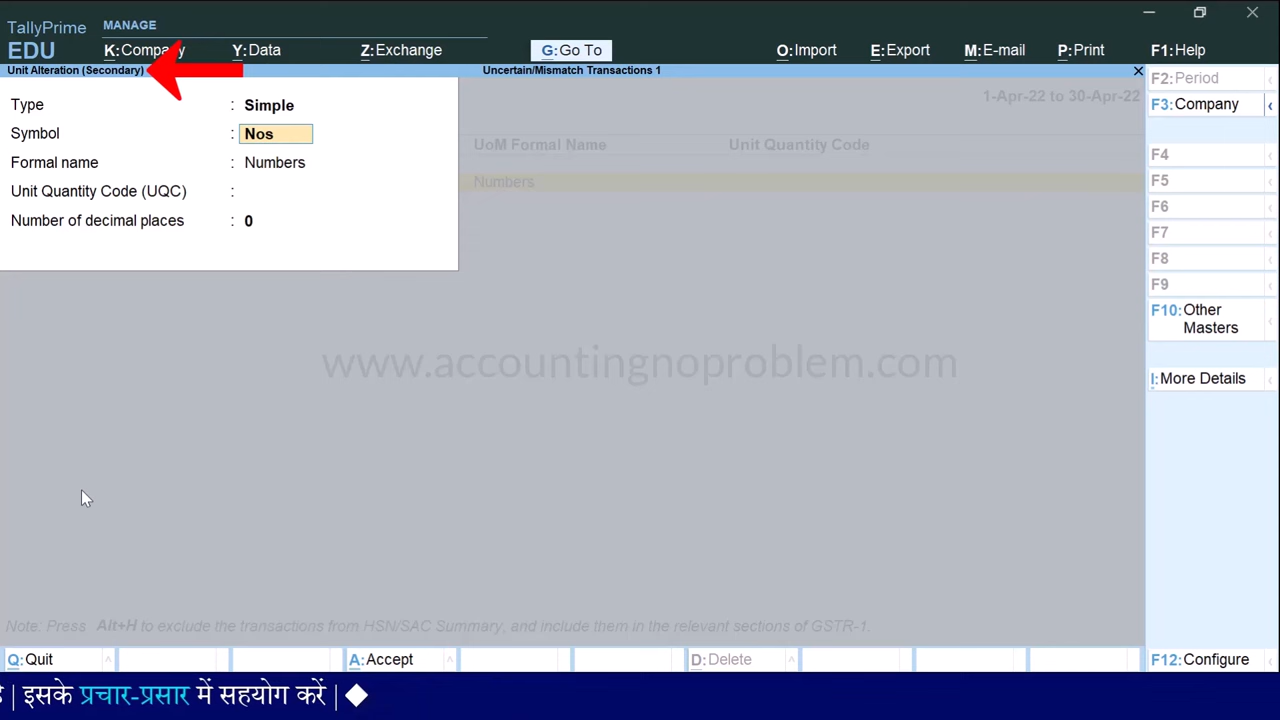 TallyPrime MANAGE
EDU K:Company Y:Data Z:Exchange G:Go To O:Import E:Export M:E-mail P:Print F1:Help
Unit Alteration (Secondary) Uncertain/Mismatch Transactions 1
F2:Period
Type : Simple 1-Apr-22 to 30-Apr-22 F3:Company
Symbol : Nos UoM Formal Name Unit Quantity Code
Formal name : Numbers F4
Unit Quantity Code (UQC) : Numbers F5
Number of decimal places : 0 F6
F7
F8
F9
F10:Other
Masters
www.accountingnoproblem.com
I:More Details
Note: Press Alt+H to exclude the transactions from HSN/SAC Summary, and include them in the relevant sections of GSTR-1.
Q:Quit A:Accept D:Delete F12:Configure
| इसके प्रचार-प्रसार में सहयोग करें |